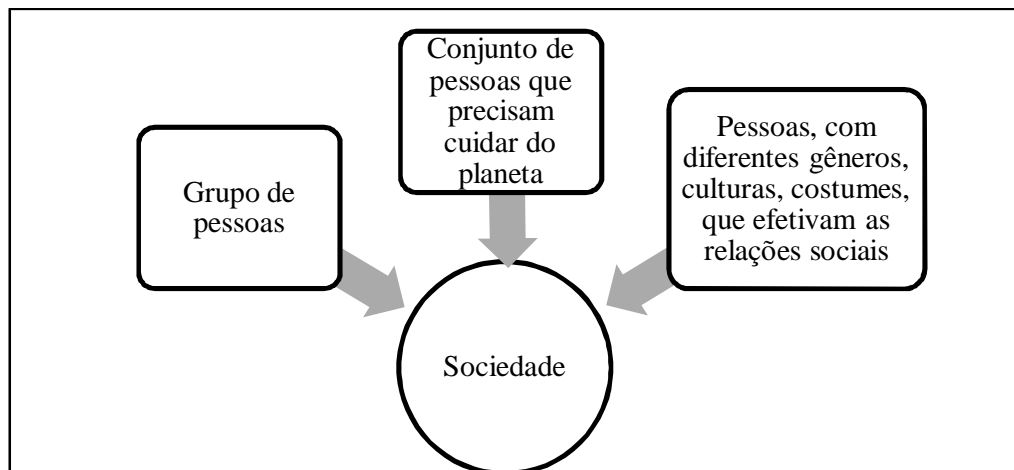 Grupo de
pessoas
Conjunto de
pessoas que
precisam
cuidar do
planeta
Pessoas, com
diferentes gêneros,
culturas, costumes,
que efetivam as
relações sociais
Sociedade